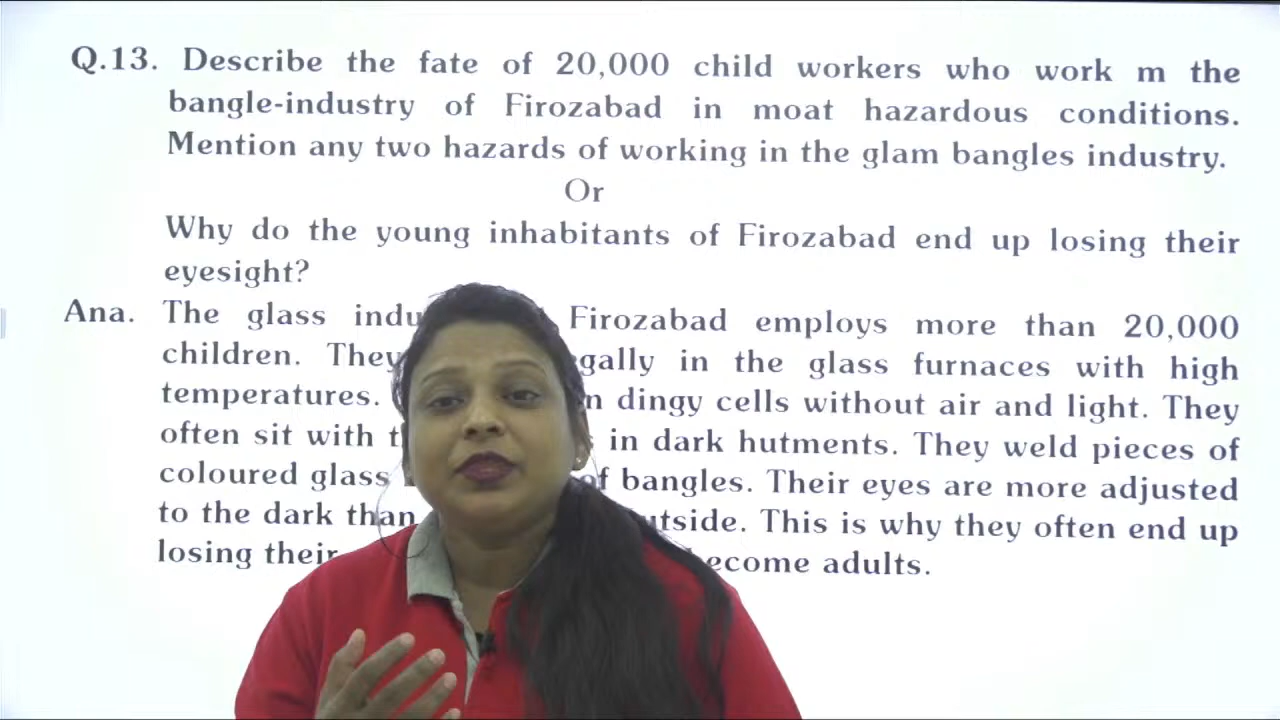 Q.13. Describe the fate of 20,000 child workers who work m the
bangle-industry of Firozabad in moat hazardous conditions.
Mention any two hazards of working in the glam bangles industry.
Or
Why do the young inhabitants of Firozabad end up losing their
eyesight?
Ana. The glass indu Firozabad employs more than 20,000
children. They gally in the glass furnaces with high
temperatures. n dingy cells without air and light. They
often sit with t in dark hutments. They weld pieces of
coloured glass of bangles. Their eyes are more adjusted
to the dark than utside. This is why they often end up
losing their ecome adults.